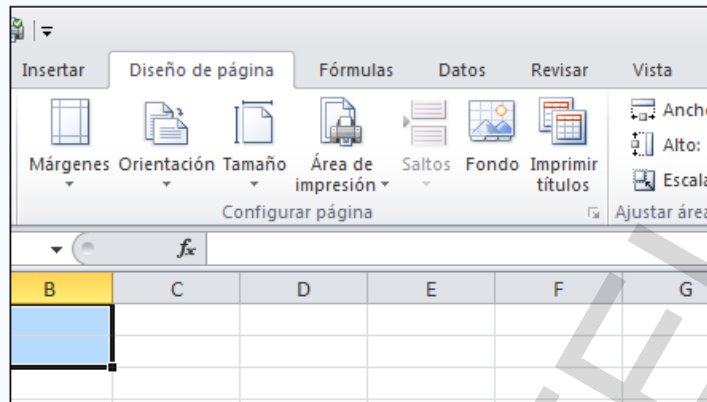 Insertar Diseño de página Fórmulas Datos Revisar Vista
Márgenes Orientación Tamaño Área de impresión Saltos Fondo Imprimir títulos
Ancho
Alto:
Escala
Configurar página Ajustar área
fx
B C D E F G